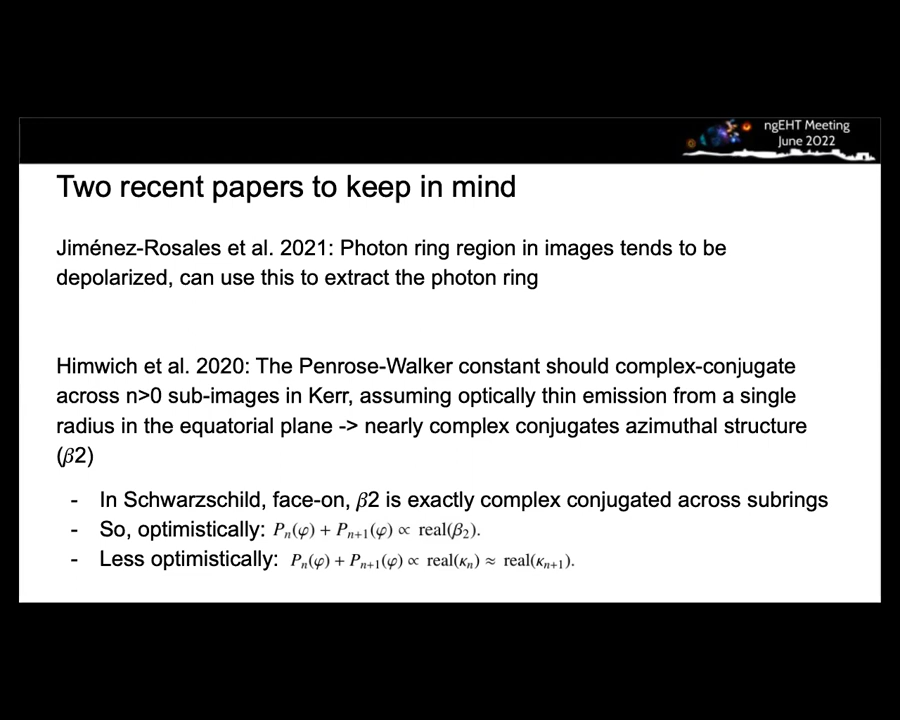 ngEHT Meeting
June 2022
Two recent papers to keep in mind
Jiménez-Rosales et al. 2021: Photon ring region in images tends to be
depolarized, can use this to extract the photon ring
Himwich et al. 2020: The Penrose-Walker constant should complex-conjugate
across n>0 sub-images in Kerr, assuming optically thin emission from a single
radius in the equatorial plane -> nearly complex conjugates azimuthal structure
(β2)
- In Schwarzschild, face-on, β2 is exactly complex conjugated across subrings
- So, optimistically: Pₙ(φ) + Pₙ₊₁(φ) ∝ real(β₂).
- Less optimistically: Pₙ(φ) + Pₙ₊₁(φ) ∝ real(κₙ) ≈ real(κₙ₊₁).